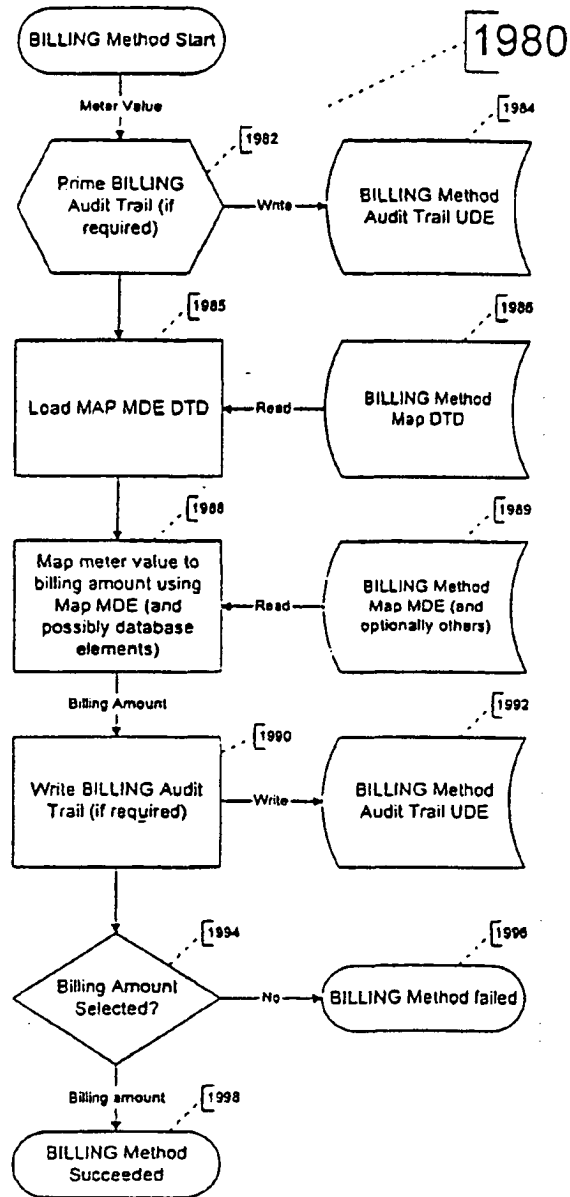 BILLING Method Start
1980
Meter Value
1982
1984
Prime BILLING
Audit Trail (if
required)
Write
BILLING Method
Audit Trail UDE
1985
1986
Load MAP MDE DTD
Read
BILLING Method
Map DTD
1988
1989
Map meter value to
billing amount using
Map MDE (and
possibly database
elements)
Read
BILLING Method
Map MDE (and
optionally others)
Billing Amount
1990
1992
Write BILLING Audit
Trail (if required)
Write
BILLING Method
Audit Trail UDE
1994
1996
Billing Amount
Selected?
No
BILLING Method failed
Billing amount
1998
BILLING Method
Succeeded